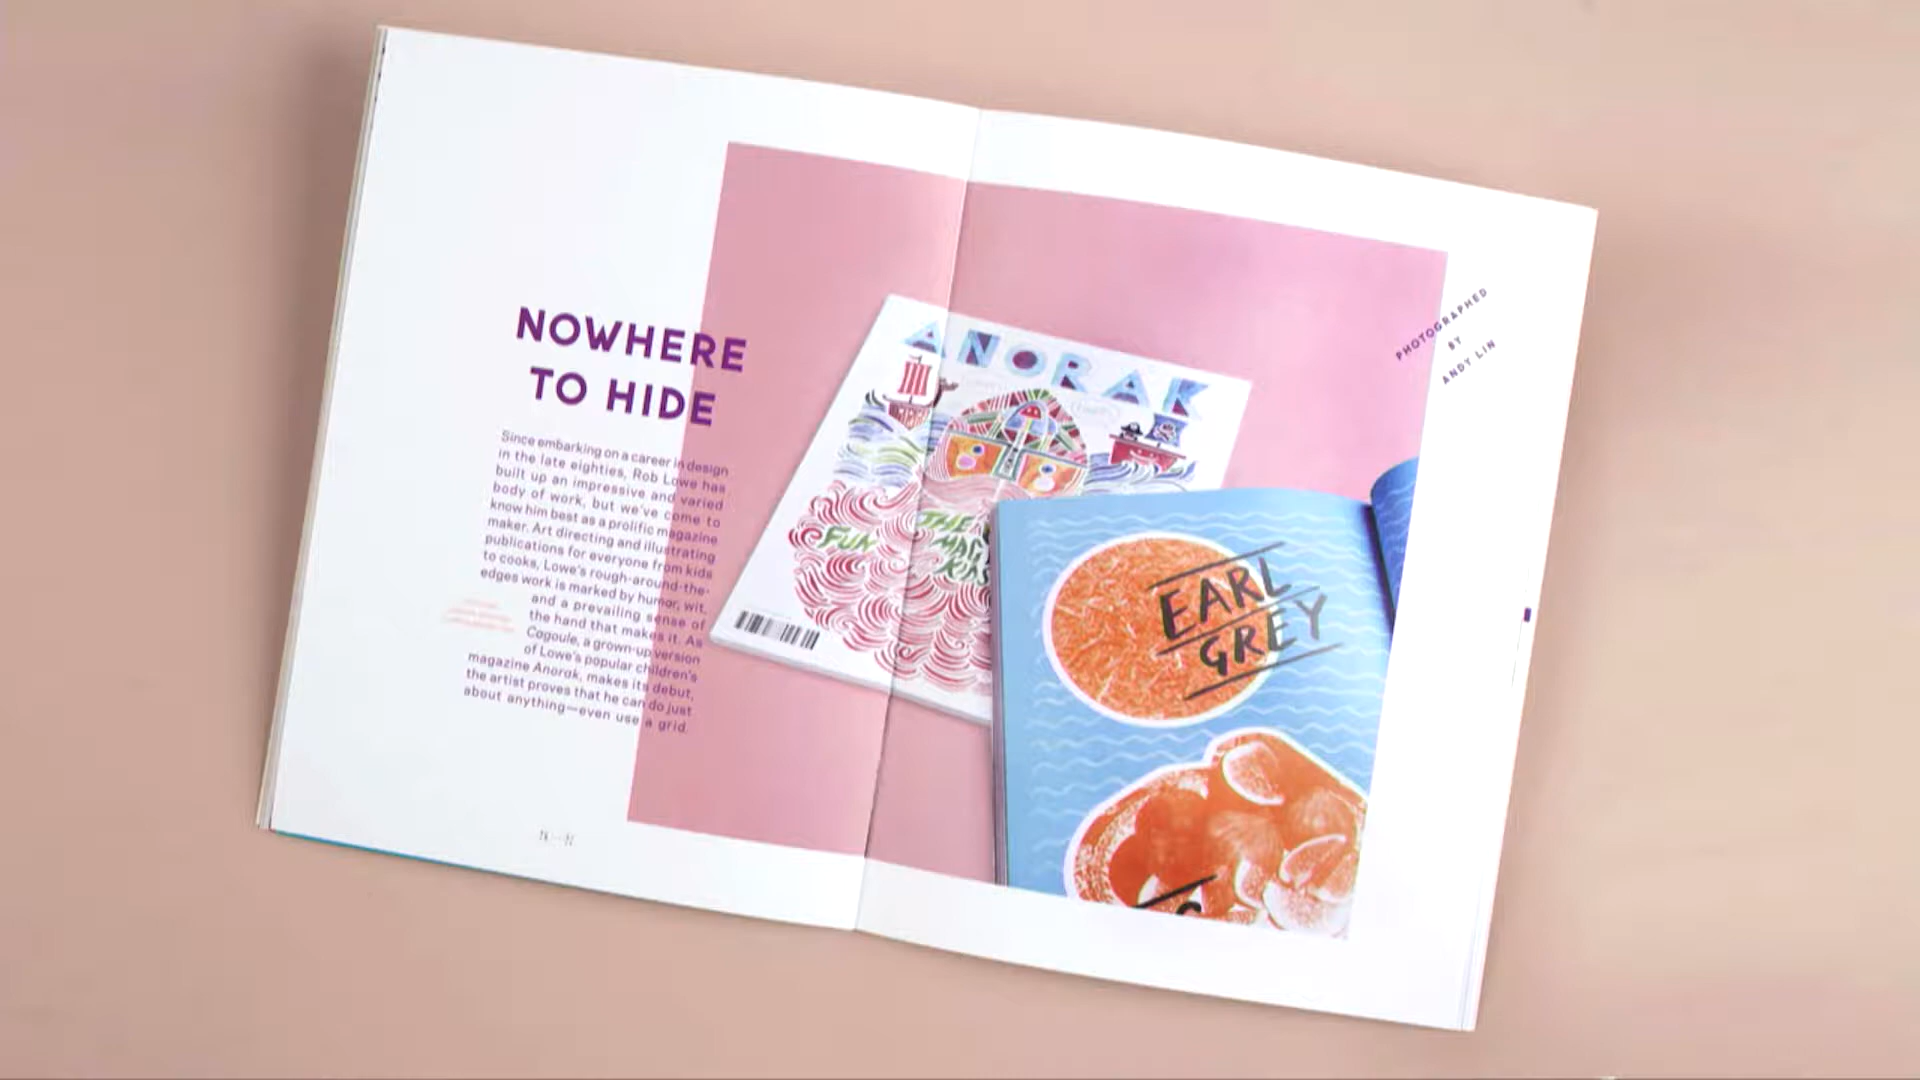 NOWHERE
TO HIDE
Since embarking on a career in design
in the late eighties, Rob Lowe has
built up an impressive and varied
body of work, but we've come to
know him best as a prolific magazine
maker. Art directing and illustrating
publications for everyone from kids
to cooks, Lowe's rough-around-the-
edges work is marked by humor, wit,
and a prevailing sense of
the hand that makes it. As
Cogoule, a grown-up version
of Lowe's popular children's
magazine Anorak, makes its debut,
the artist proves that he can do just
about anything—even use a grid.
ANORAK
FUN
THE
EARL
GREY
PHOTOGRAPHED
BY
ANDY LIN